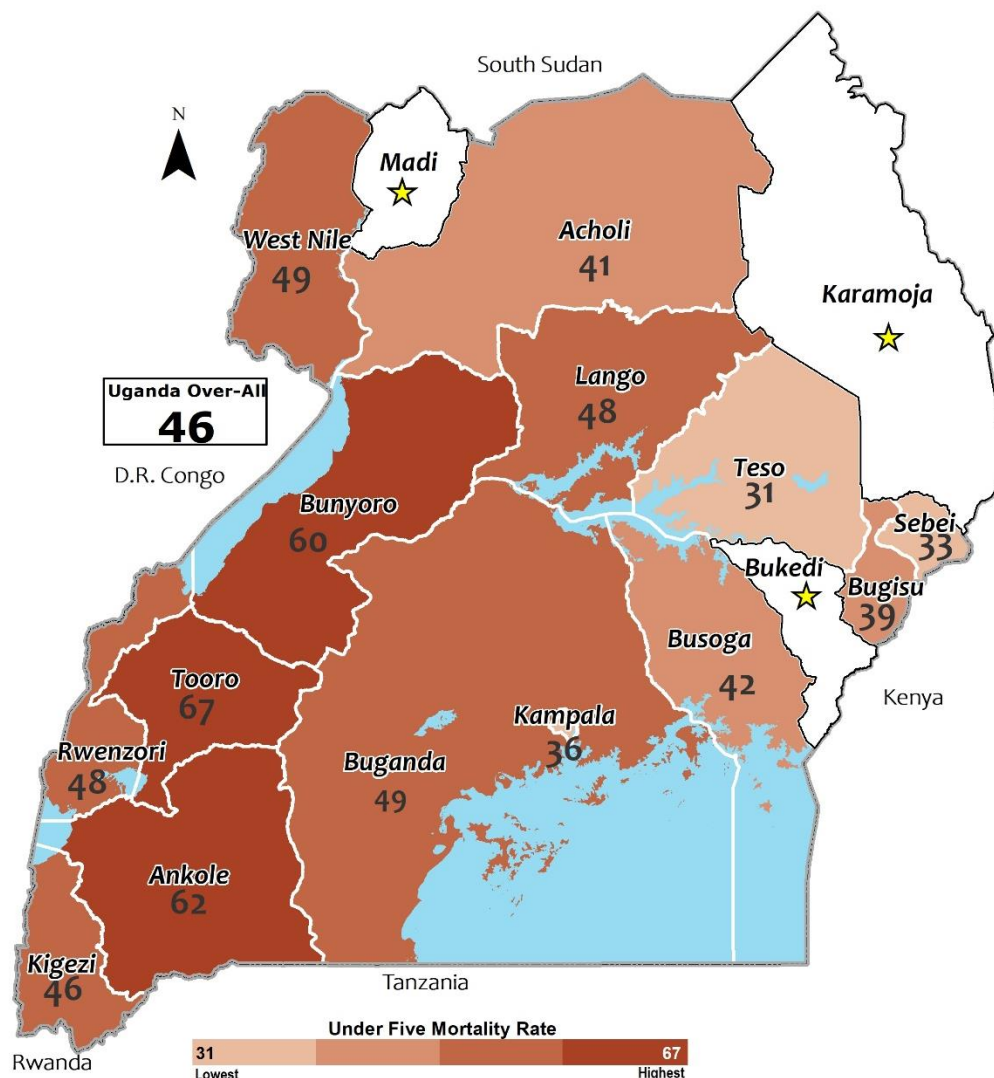 South Sudan
N
Madi
West Nile
49
Acholi
41
Karamoja
Uganda Over-All
46
Lango
48
D.R. Congo
Teso
31
Bunyoro
60
Sebei
33
Bukedi
Bugisu
39
Busoga
42
Tooro
67
Kenya
Kampala
36
Rwenzori
48
Buganda
49
Ankole
62
Kigezi
46
Tanzania
Rwanda
Under Five Mortality Rate
31 67
Lowest Highest